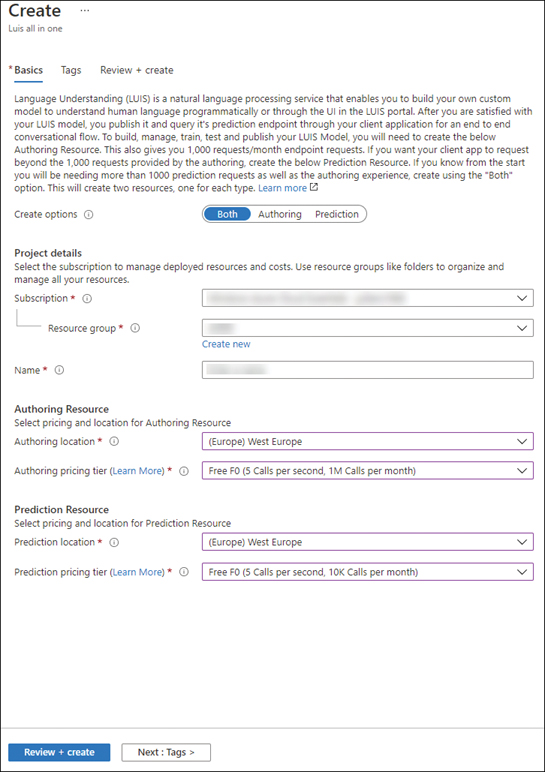 Create ...
Luis all in one
* Basics Tags Review + create
Language Understanding (LUIS) is a natural language processing service that enables you to build your own custom
model to understand human language programmatically or through the UI in the LUIS portal. After you are satisfied with
your LUIS model, you publish it and query it's prediction endpoint through your client application for an end to end
conversational flow. To build, manage, train, test and publish your LUIS Model, you will need to create the below
Authoring Resource. This also gives you 1,000 requests/month endpoint requests. If you want your client app to request
beyond the 1,000 requests provided by the authoring, create the below Prediction Resource. If you know from the start
you will be needing more than 1000 prediction requests as well as the authoring experience, create using the "Both"
option. This will create two resources, one for each type. Learn more
Create options Both Authoring Prediction
Project details
Select the subscription to manage deployed resources and costs. Use resource groups like folders to organize and
manage all your resources.
Subscription *
Resource group *
Create new
Name *
Authoring Resource
Select pricing and location for Authoring Resource
Authoring location * (Europe) West Europe
Authoring pricing tier (Learn More) * Free F0 (5 Calls per second, 1M Calls per month)
Prediction Resource
Select pricing and location for Prediction Resource
Prediction location * (Europe) West Europe
Prediction pricing tier (Learn More) * Free F0 (5 Calls per second, 10K Calls per month)
Review + create Next : Tags >